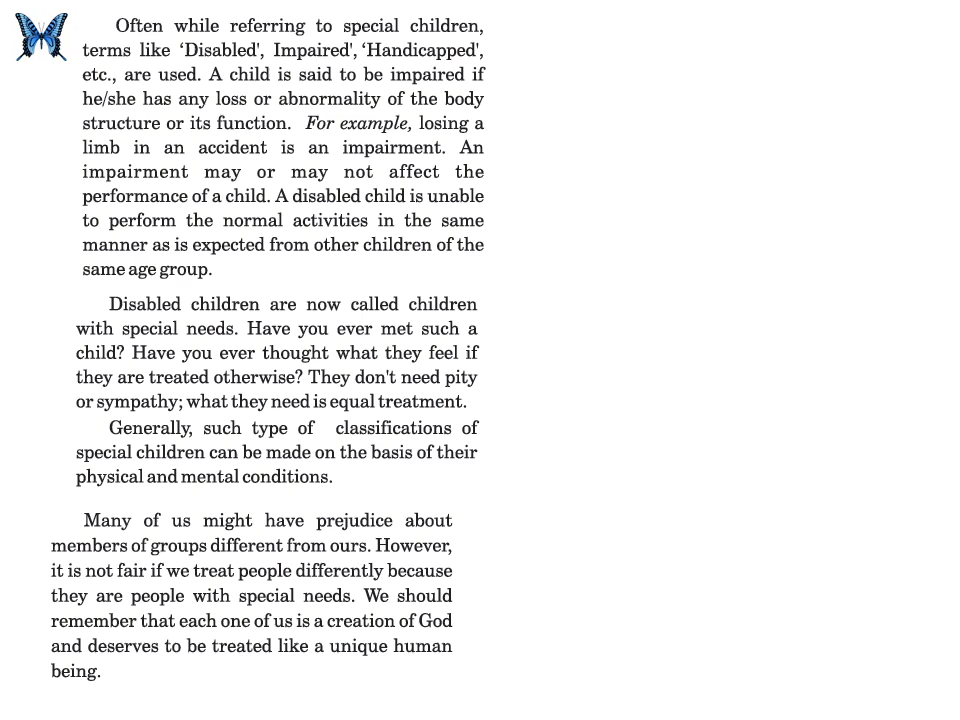 Often while referring to special children,
terms like ‘Disabled', Impaired', ‘Handicapped',
etc., are used. A child is said to be impaired if
he/she has any loss or abnormality of the body
structure or its function. For example, losing a
limb in an accident is an impairment. An
impairment may or may not affect the
performance of a child. A disabled child is unable
to perform the normal activities in the same
manner as is expected from other children of the
same age group.
Disabled children are now called children
with special needs. Have you ever met such a
child? Have you ever thought what they feel if
they are treated otherwise? They don't need pity
or sympathy; what they need is equal treatment.
Generally, such type of classifications of
special children can be made on the basis of their
physical and mental conditions.
Many of us might have prejudice about
members of groups different from ours. However,
it is not fair if we treat people differently because
they are people with special needs. We should
remember that each one of us is a creation of God
and deserves to be treated like a unique human
being.